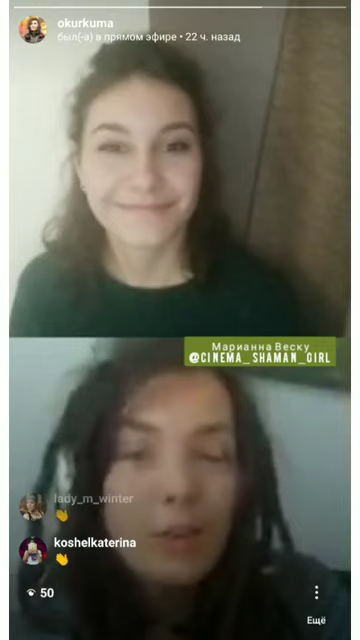 okurkuma
был(-а) в прямом эфире • 22 ч. назад
Марианна Веску
@CINEMA_SHAMAN_GIRL
lady_m_winter
👏
koshelkaterina
👏
50
Ещё